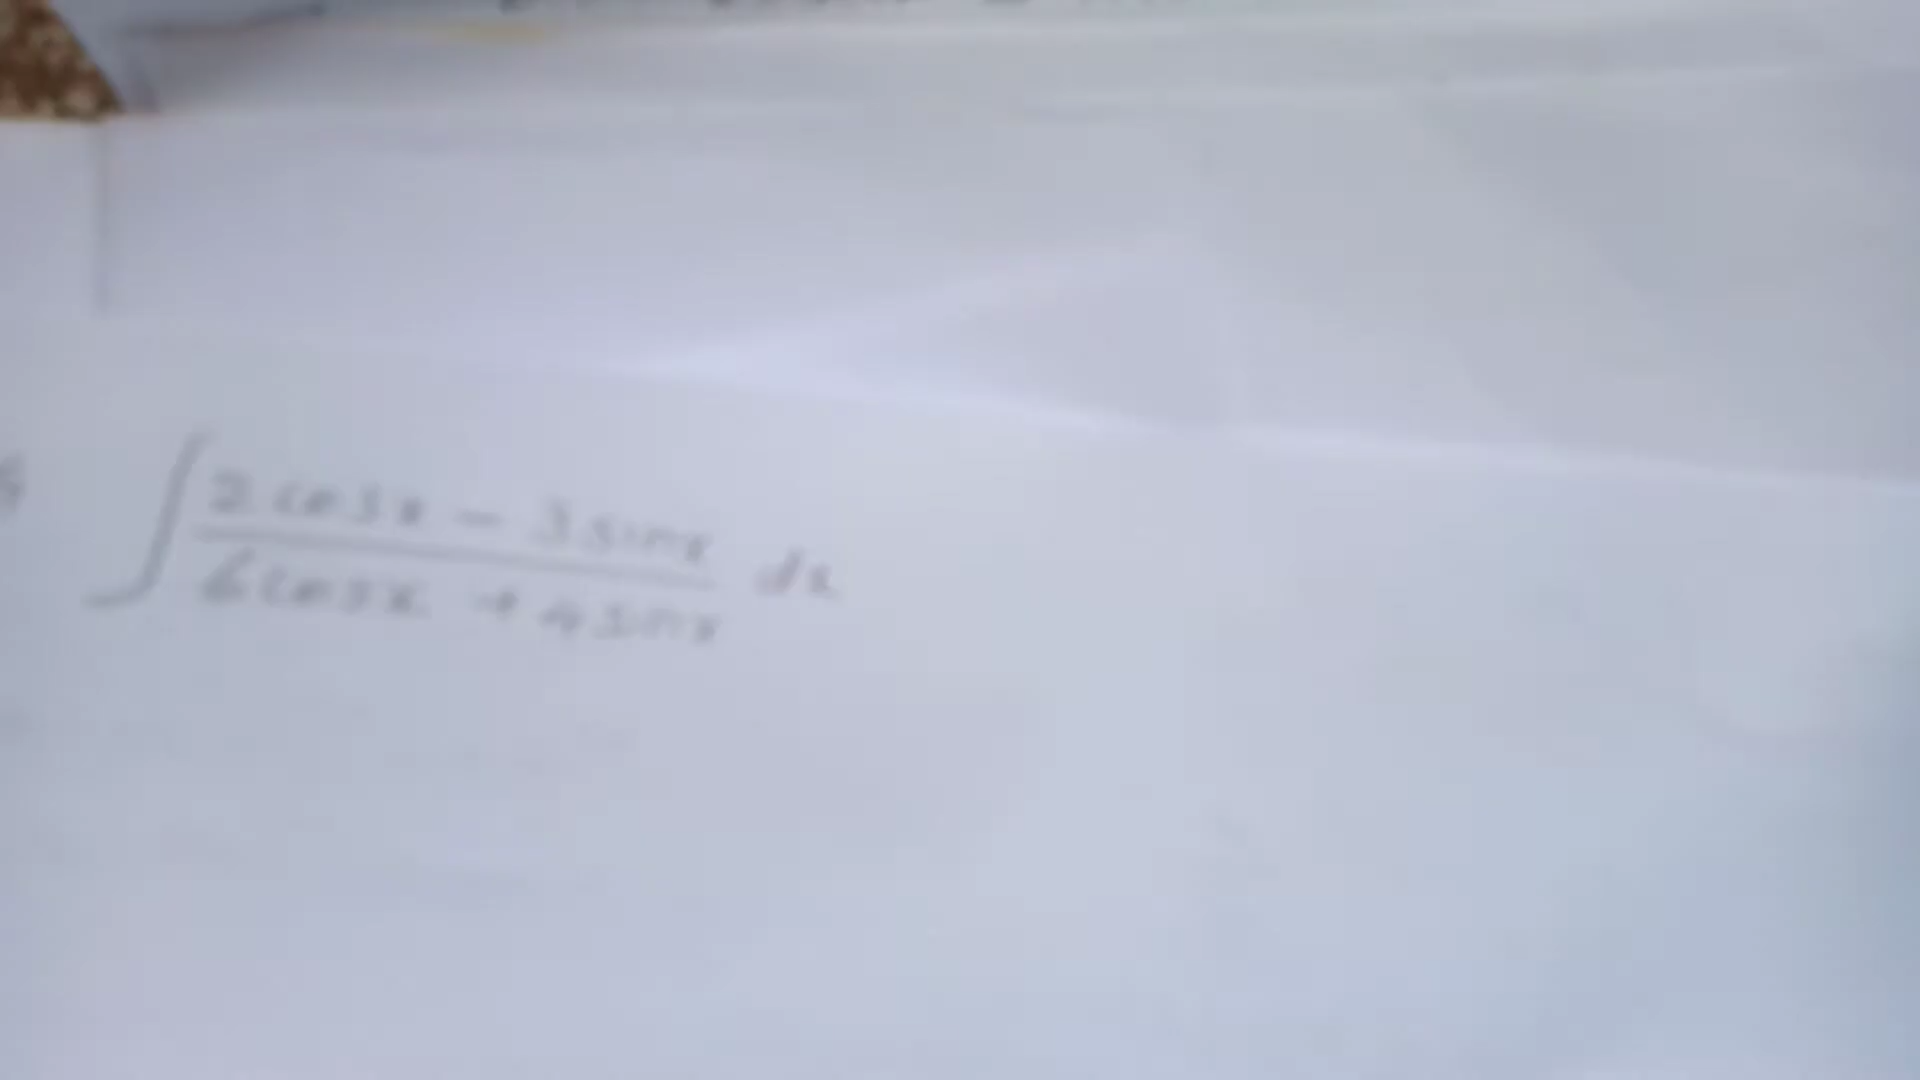 ∫ (2cosx - 3sinx)/(6cosx + 4sinx) dx